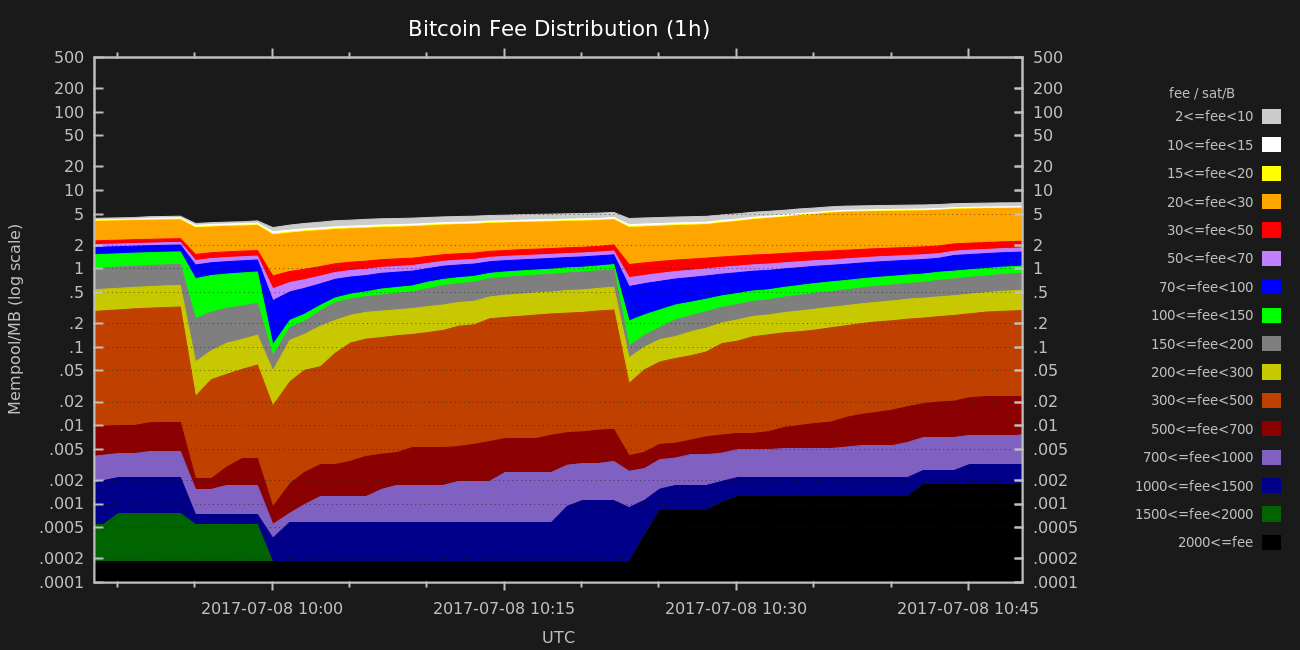 Bitcoin Fee Distribution (1h)
Mempool/MB (log scale)
500
200
100
50
20
10
5
2
1
.5
.2
.1
.05
.02
.01
.005
.002
.001
.0005
.0002
.0001
500
200
100
50
20
10
5
2
1
.5
.2
.1
.05
.02
.01
.005
.002
.001
.0005
.0002
.0001
2017-07-08 10:00
2017-07-08 10:15
2017-07-08 10:30
2017-07-08 10:45
UTC
fee / sat/B
2<=fee<10
10<=fee<15
15<=fee<20
20<=fee<30
30<=fee<50
50<=fee<70
70<=fee<100
100<=fee<150
150<=fee<200
200<=fee<300
300<=fee<500
500<=fee<700
700<=fee<1000
1000<=fee<1500
1500<=fee<2000
2000<=fee